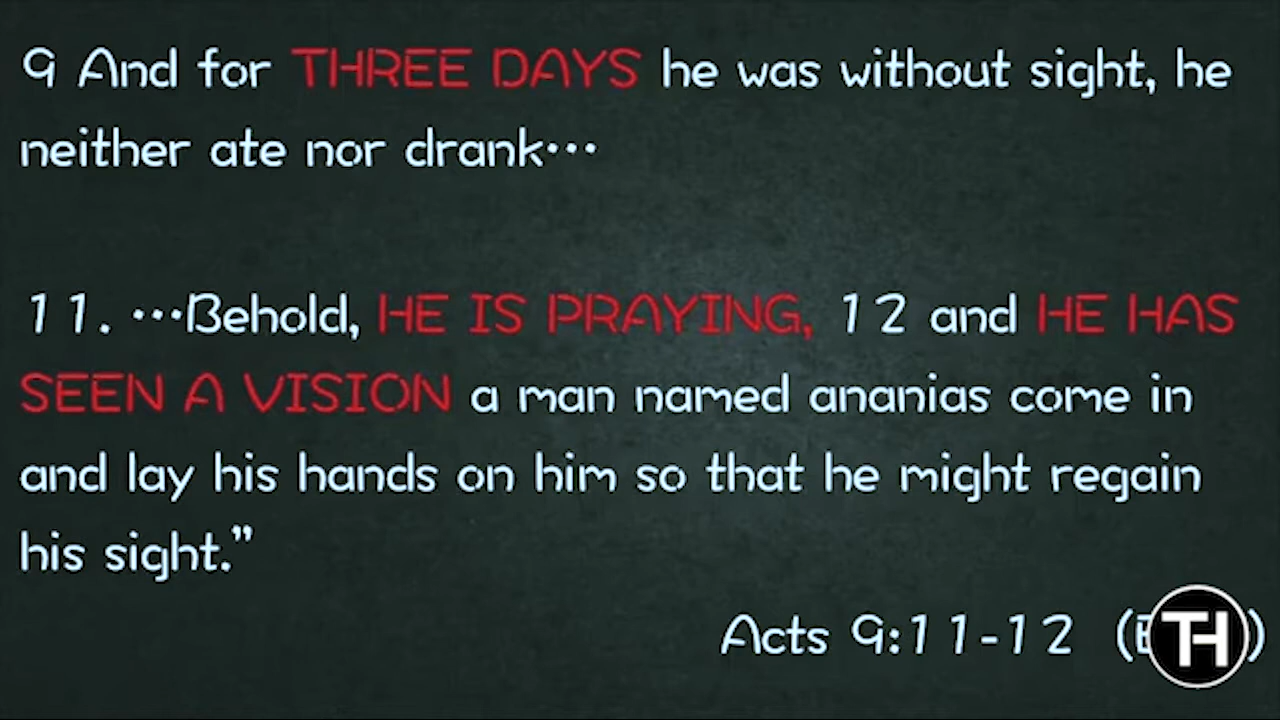 9 And for THREE DAYS he was without sight, he
neither ate nor drank…
11. …Behold, HE IS PRAYING, 12 and HE HAS
SEEN A VISION a man named ananias come in
and lay his hands on him so that he might regain
his sight.”
Acts 9:11-12
TH